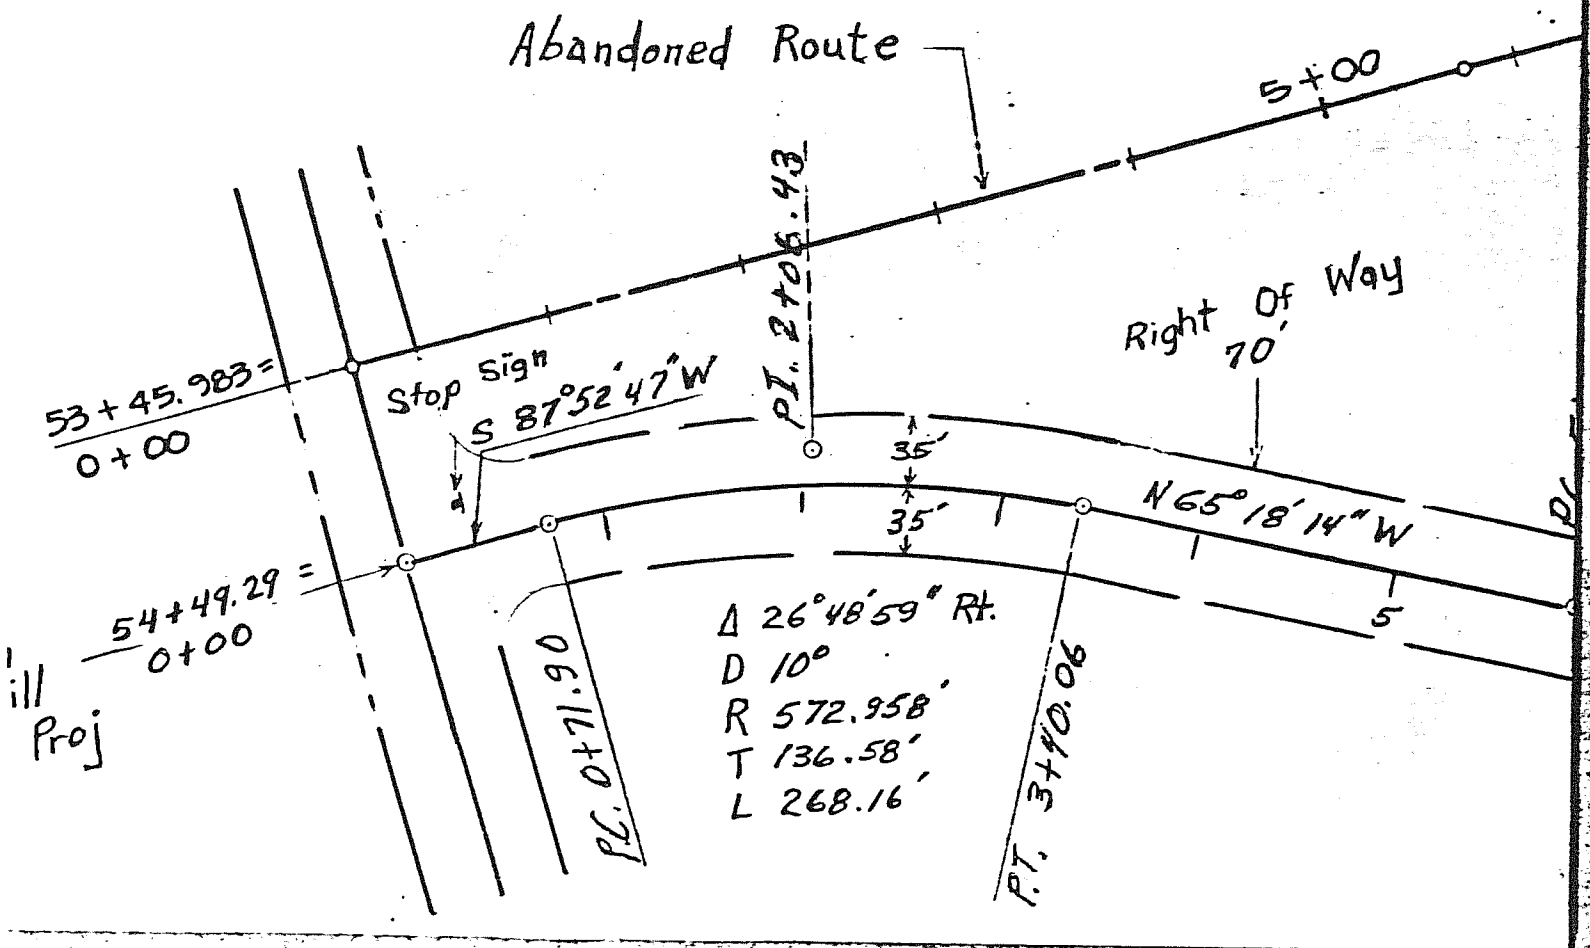 Abandoned Route
5+00
P.I. 2+06.43
Right Of Way
70'
53+45.983=
0+00
Stop Sign
S 87°52'47"W
35'
35'
N 65°18'14" W
54+49.29 =
0+00
5
ill
Proj
P.C. 0+71.90
Δ 26°48'59" Rt.
D 10°
R 572.958'
T 136.58'
L 268.16'
P.T. 3+40.06